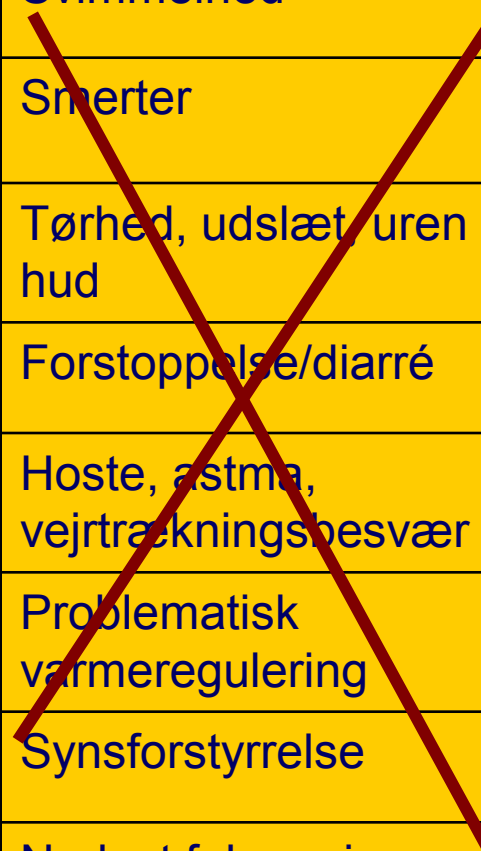 Smerter
Tørhed, udslæt, uren
hud
Forstoppelse/diarré
Hoste, astma,
vejrtrækningsbesvær
Problematisk
varmeregulering
Synsforstyrrelse